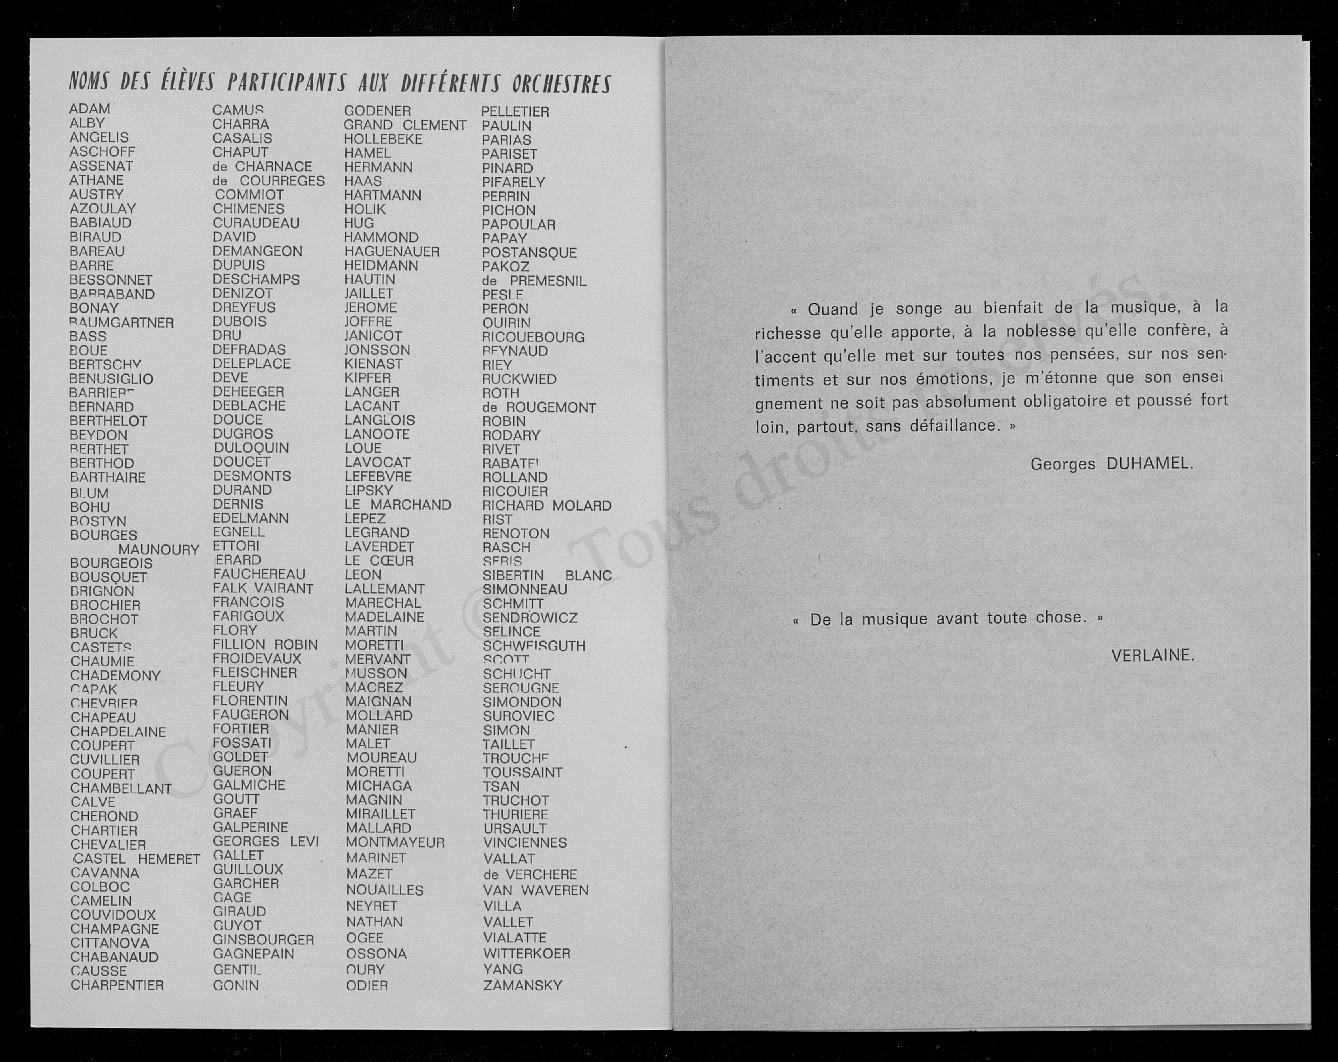 NOMS DES ÉLÈVES PARTICIPANTS AUX DIFFÉRENTS ORCHESTRES
ADAM
ALBY
ANGELIS
ASCHOFF
ASSENAT
ATHANE
AUSTRY
AZOULAY
BABIAUD
BIRAUD
BAREAU
BARRE
BESSONNET
BARRABAND
BONAY
BAUMGARTNER
BASS
BOUE
BERTSCHY
BENUSIGLIO
BARRIERE
BERNARD
BERTHELOT
BEYDON
BERTHET
BERTHOD
BARTHAIRE
BLUM
BOHU
BOSTYN
BOURGES
MAUNOURY
BOURGEOIS
BOUSQUET
BRIGNON
BROCHIER
BROCHOT
BRUCK
CASTETS
CHAUMIE
CHADEMONY
CAPAK
CHEVRIER
CHAPEAU
CHAPDELAINE
COUPERT
CUVILLIER
COUPERT
CHAMBELLANT
CALVE
CHEROND
CHARTIER
CHEVALIER
CASTEL HEMERET
CAVANNA
COLBOC
CAMELIN
COUVIDOUX
CHAMPAGNE
CITTANOVA
CHABANAUD
CAUSSE
CHARPENTIER
CAMUS
CHARRA
CASALIS
CHAPUT
de CHARNACE
de COURREGES
COMMIOT
CHIMENES
CURAUDEAU
DAVID
DEMANGEON
DUPUIS
DESCHAMPS
DENIZOT
DREYFUS
DUBOIS
DRU
DEFRADAS
DELEPLACE
DEVE
DEHEEGER
DEBLACHE
DOUCE
DUGROS
DULOQUIN
DOUCET
DESMONTS
DURAND
DERNIS
EDELMANN
EGNELL
ETTORI
ERARD
FAUCHEREAU
FALK VAIRANT
FRANCOIS
FARIGOUX
FLORY
FILLION ROBIN
FROIDEVAUX
FLEISCHNER
FLEURY
FLORENTIN
FAUGERON
FORTIER
FOSSATI
GOLDET
GUERON
GALMICHE
GOUTT
GRAEF
GALPERINE
GEORGES LEVI
GALLET
GUILLOUX
GARCHER
GAGE
GIRAUD
GUYOT
GINSBOURGER
GAGNEPAIN
GENTIL
GONIN
GODENER
GRAND CLEMENT
HOLLEBEKE
HAMEL
HERMANN
HAAS
HARTMANN
HOLIK
HUG
HAMMOND
HAGUENAUER
HEIDMANN
HAUTIN
JAILLET
JEROME
JOFFRE
JANICOT
JONSSON
KIENAST
KIPFER
LANGER
LACANT
LANGLOIS
LANOOTE
LOUE
LAVOCAT
LEFEBVRE
LIPSKY
LE MARCHAND
LEPEZ
LEGRAND
LAVERDET
LE CŒUR
LEON
LALLEMANT
MARECHAL
MADELAINE
MARTIN
MORETTI
MERVANT
MUSSON
MACREZ
MAIGNAN
MOLLARD
MANIER
MALET
MOUREAU
MORETTI
MICHAGA
MAGNIN
MIRAILLET
MALLARD
MONTMAYEUR
MARINET
MAZET
NOUAILLES
NEYRET
NATHAN
OGEE
OSSONA
OURY
ODIER
PELLETIER
PAULIN
PARIAS
PARISET
PINARD
PIFARELY
PERRIN
PICHON
PAPOULAR
PAPAY
POSTANSQUE
PAKOZ
de PREMESNIL
PESLE
PERON
QUIRIN
RICQUEBOURG
REYNAUD
RIEY
RUCKWIED
ROTH
de ROUGEMONT
ROBIN
RODARY
RIVET
RABATEL
ROLLAND
RICOUIER
RICHARD MOLARD
RIST
RENOTON
RASCH
SERIS
SIBERTIN BLANC
SIMONNEAU
SCHMITT
SENDROWICZ
SELINCE
SCHWEISGUTH
SCOTT
SCHUCHT
SEROUGNE
SIMONDON
SUROVIEC
SIMON
TAILLET
TROUCHE
TOUSSAINT
TSAN
TRUCHOT
THURIERE
URSAULT
VINCIENNES
VALLAT
de VERCHERE
VAN WAVEREN
VILLA
VALLET
VIALATTE
WITTERKOER
YANG
ZAMANSKY
« Quand je songe au bienfait de la musique, à la
richesse qu'elle apporte, à la noblesse qu'elle confère, à
l'accent qu'elle met sur toutes nos pensées, sur nos sen-
timents et sur nos émotions, je m'étonne que son ensei
gnement ne soit pas absolument obligatoire et poussé fort
loin, partout, sans défaillance. »
Georges DUHAMEL.
« De la musique avant toute chose. »
VERLAINE.
Copyright © Tous droits réservés.